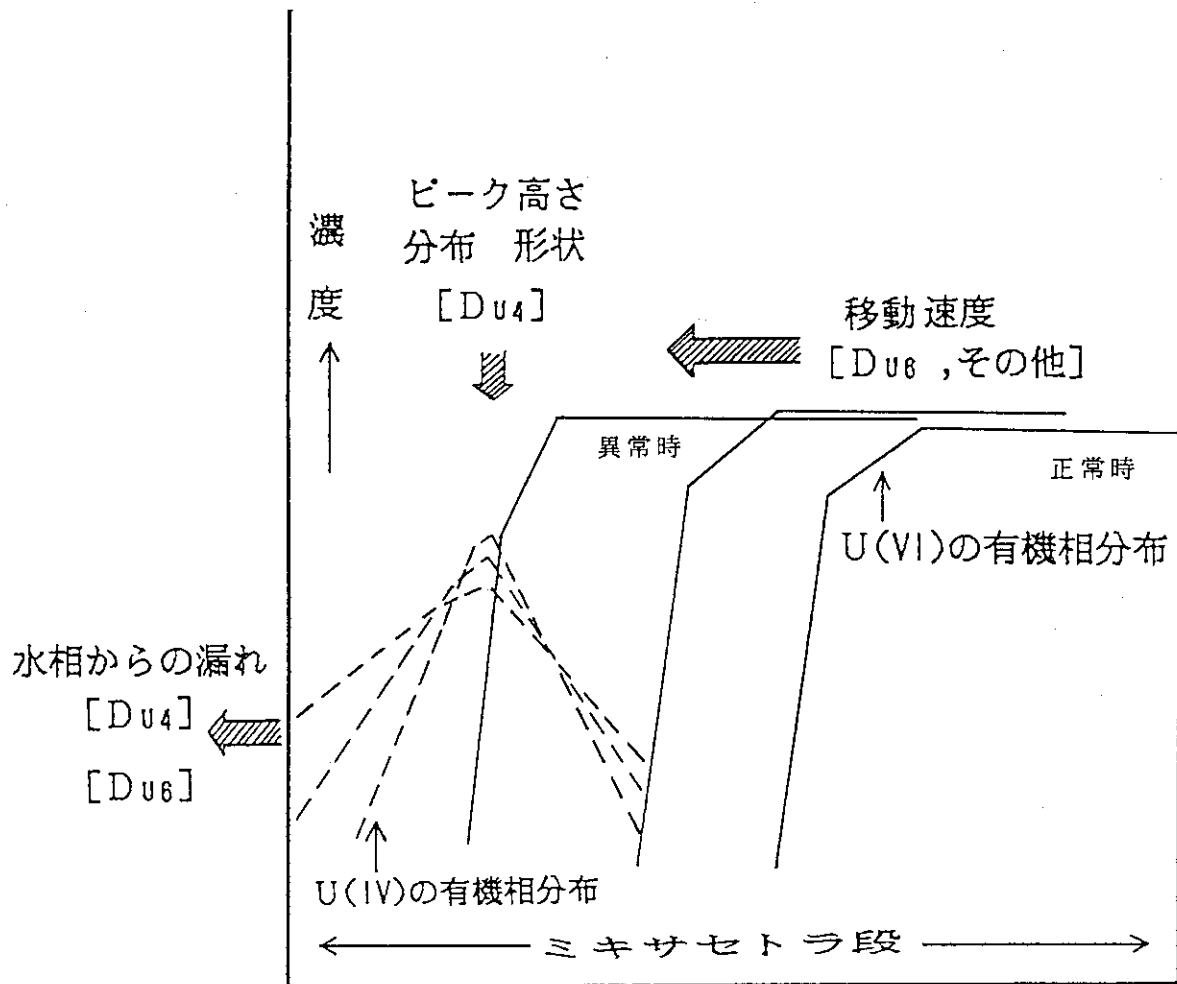 濃
度
ピーク高さ
分布 形状
[DU4]
移動速度
[DU6 ,その他]
異常時
正常時
U(VI)の有機相分布
水相からの漏れ
[DU4]
[DU6]
U(IV)の有機相分布
ミキサセトラ段